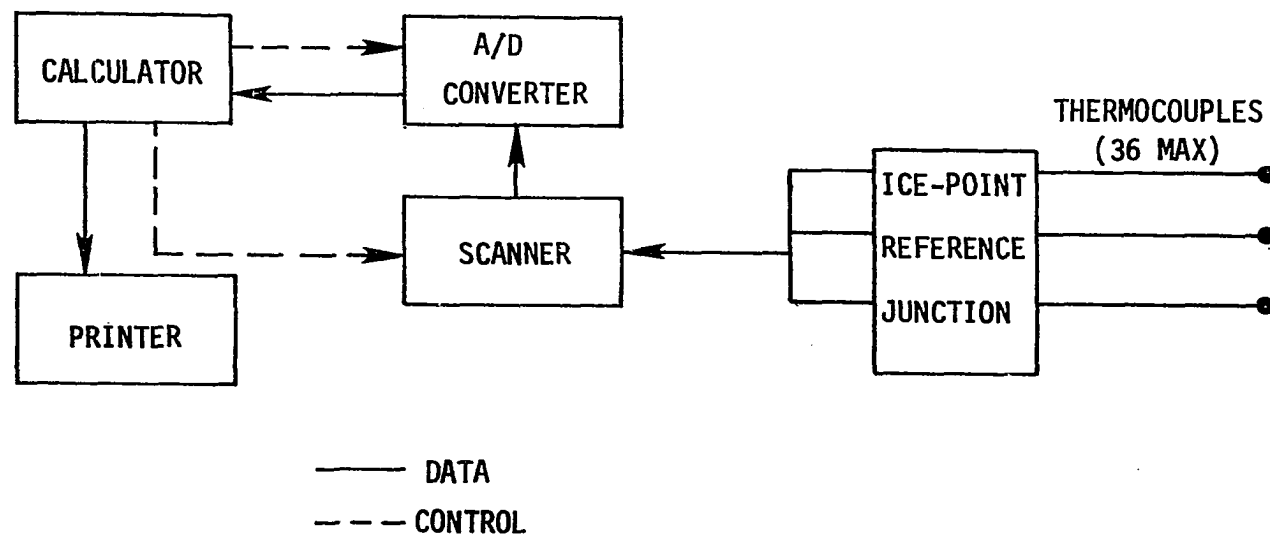 CALCULATOR
A/D
CONVERTER
THERMOCOUPLES
(36 MAX)
ICE-POINT
REFERENCE
JUNCTION
SCANNER
PRINTER
DATA
CONTROL